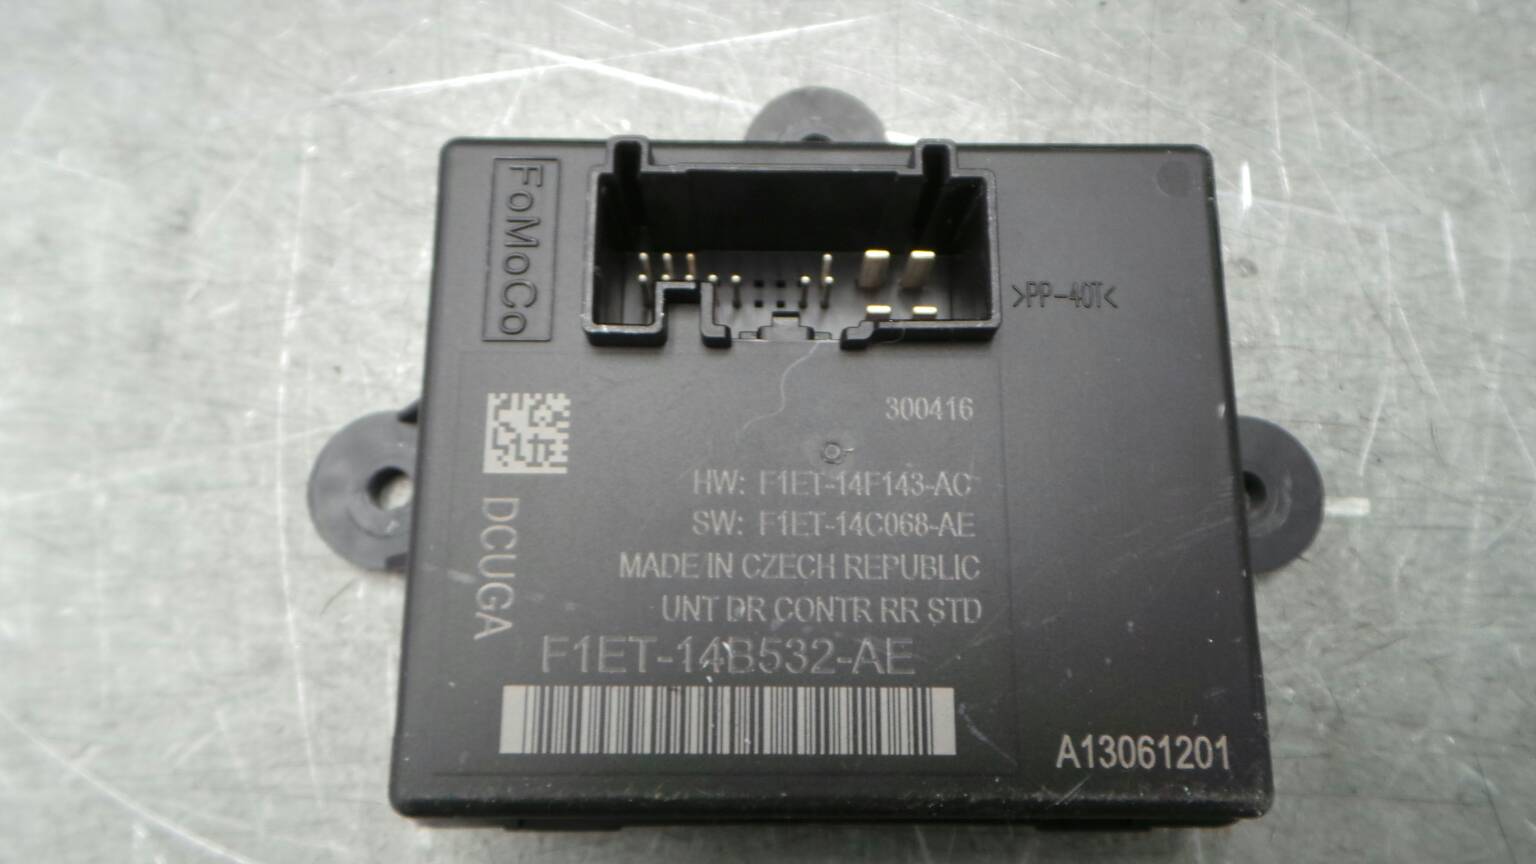 FoMoCo
>PP-40T<
300416
HW: F1ET-14F143-AC
SW: F1ET-14C068-AE
MADE IN CZECH REPUBLIC
UNT DR CONTR RR STD
DCUGA
F1ET-14B532-AE
A13061201